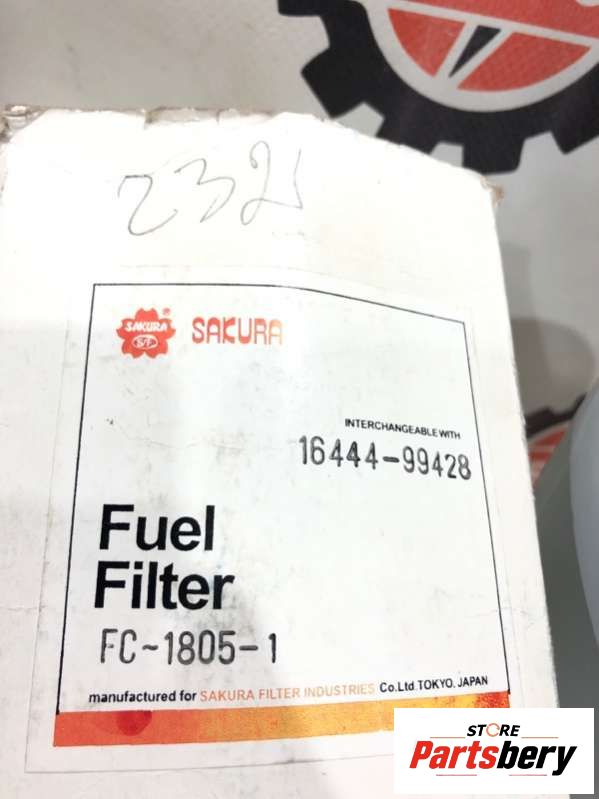 SAKURA
S/F
®
SAKURA
INTERCHANGEABLE WITH
16444-99428
Fuel
Filter
FC-1805-1
manufactured for SAKURA FILTER INDUSTRIES Co.Ltd.TOKYO. JAPAN
STORE
Partsbery